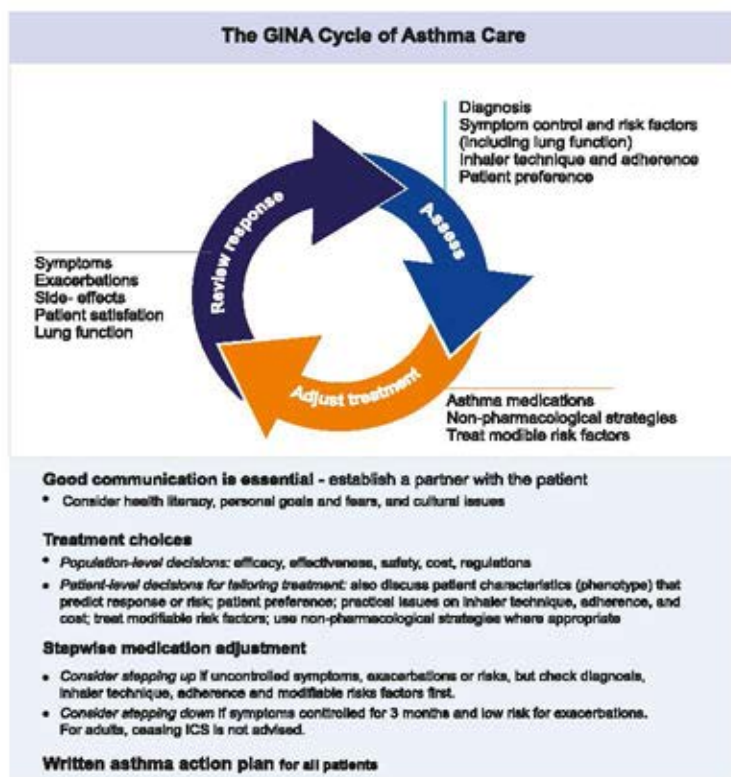 The GINA Cycle of Asthma Care
Diagnosis
Symptom control and risk factors
(including lung function)
Inhaler technique and adherence
Patient preference
Assess
Review response
Symptoms
Exacerbations
Side- effects
Patient satisfaction
Lung function
Adjust treatment
Asthma medications
Non-pharmacological strategies
Treat modible risk factors
Good communication is essential - establish a partner with the patient
• Consider health literacy, personal goals and fears, and cultural issues
Treatment choices
• Population-level decisions: efficacy, effectiveness, safety, cost, regulations
• Patient-level decisions for tailoring treatment: also discuss patient characteristics (phenotype) that
predict response or risk; patient preference; practical issues on inhaler technique, adherence, and
cost; treat modifiable risk factors; use non-pharmacological strategies where appropriate
Stepwise medication adjustment
• Consider stepping up if uncontrolled symptoms, exacerbations or risks, but check diagnosis,
inhaler technique, adherence and modifiable risks factors first.
• Consider stepping down if symptoms conttrolled for 3 months and low risk for exacerbations.
For adults, ceasing ICS is not advised.
Written asthma action plan for all patients